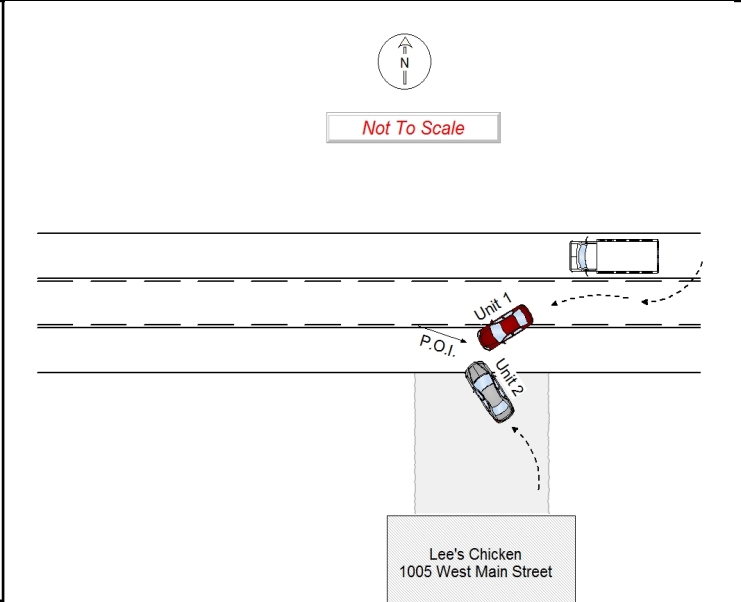 N
Not To Scale
Unit 1
P.O.I.
Unit 2
Lee's Chicken
1005 West Main Street